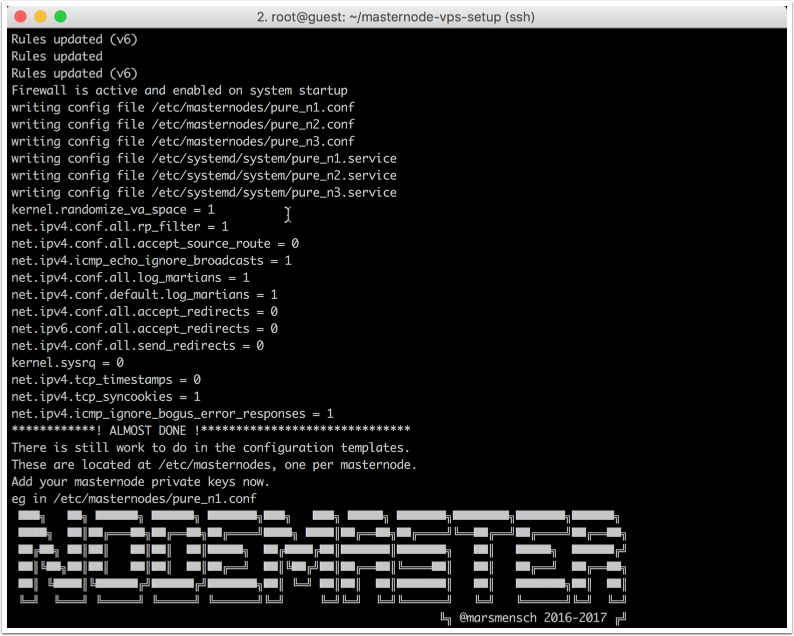 2. root@guest: ~/masternode-vps-setup (ssh)
Rules updated (v6)
Rules updated
Rules updated (v6)
Firewall is active and enabled on system startup
writing config file /etc/masternodes/pure_n1.conf
writing config file /etc/masternodes/pure_n2.conf
writing config file /etc/masternodes/pure_n3.conf
writing config file /etc/systemd/system/pure_n1.service
writing config file /etc/systemd/system/pure_n2.service
writing config file /etc/systemd/system/pure_n3.service
kernel.randomize_va_space = 1
net.ipv4.conf.all.rp_filter = 1
net.ipv4.conf.all.accept_source_route = 0
net.ipv4.icmp_echo_ignore_broadcasts = 1
net.ipv4.conf.all.log_martians = 1
net.ipv4.conf.default.log_martians = 1
net.ipv4.conf.all.accept_redirects = 0
net.ipv6.conf.all.accept_redirects = 0
net.ipv4.conf.all.send_redirects = 0
kernel.sysrq = 0
net.ipv4.tcp_timestamps = 0
net.ipv4.tcp_syncookies = 1
net.ipv4.icmp_ignore_bogus_error_responses = 1
************! ALMOST DONE !******************************
There is still work to do in the configuration templates.
These are located at /etc/masternodes, one per masternode.
Add your masternode private keys now.
eg in /etc/masternodes/pure_n1.conf
NODEMASTER
@marsmensch 2016-2017